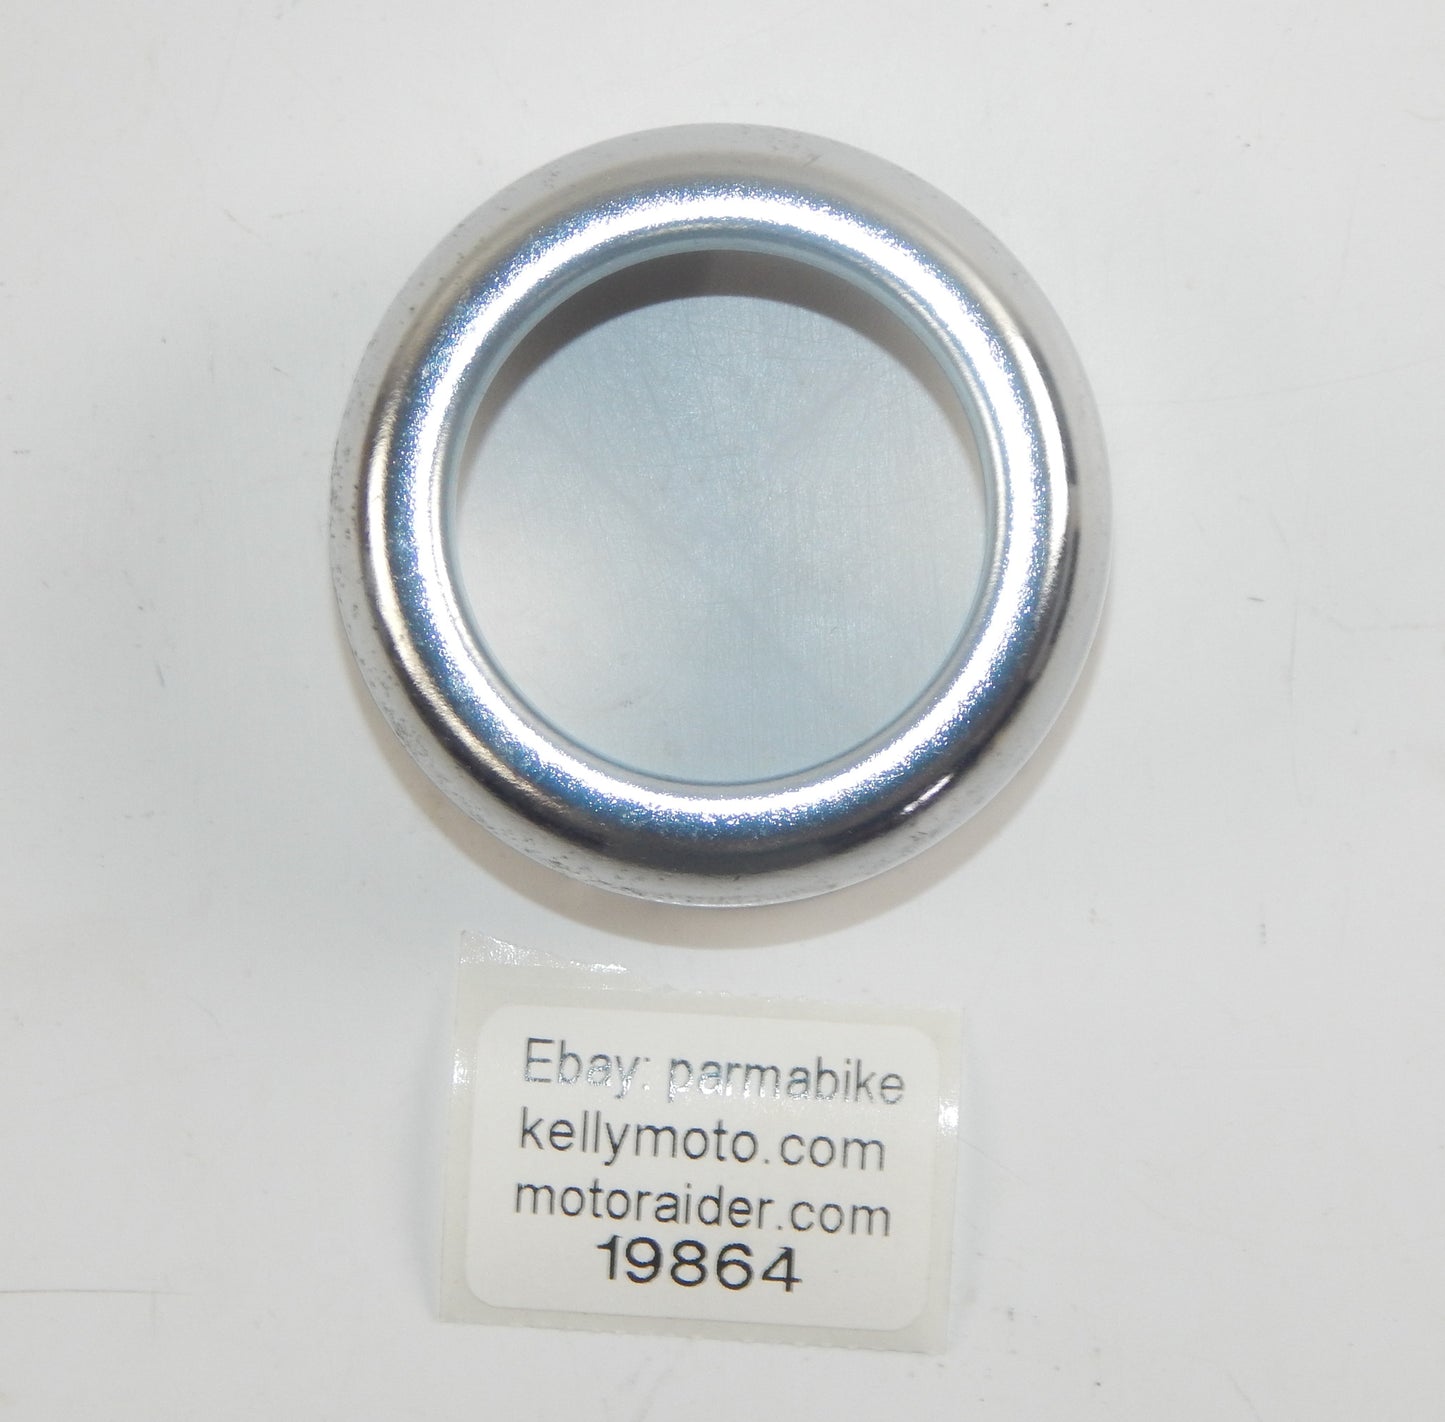 Ebay: parmabike
kellymoto.com
motoraider.com
19864